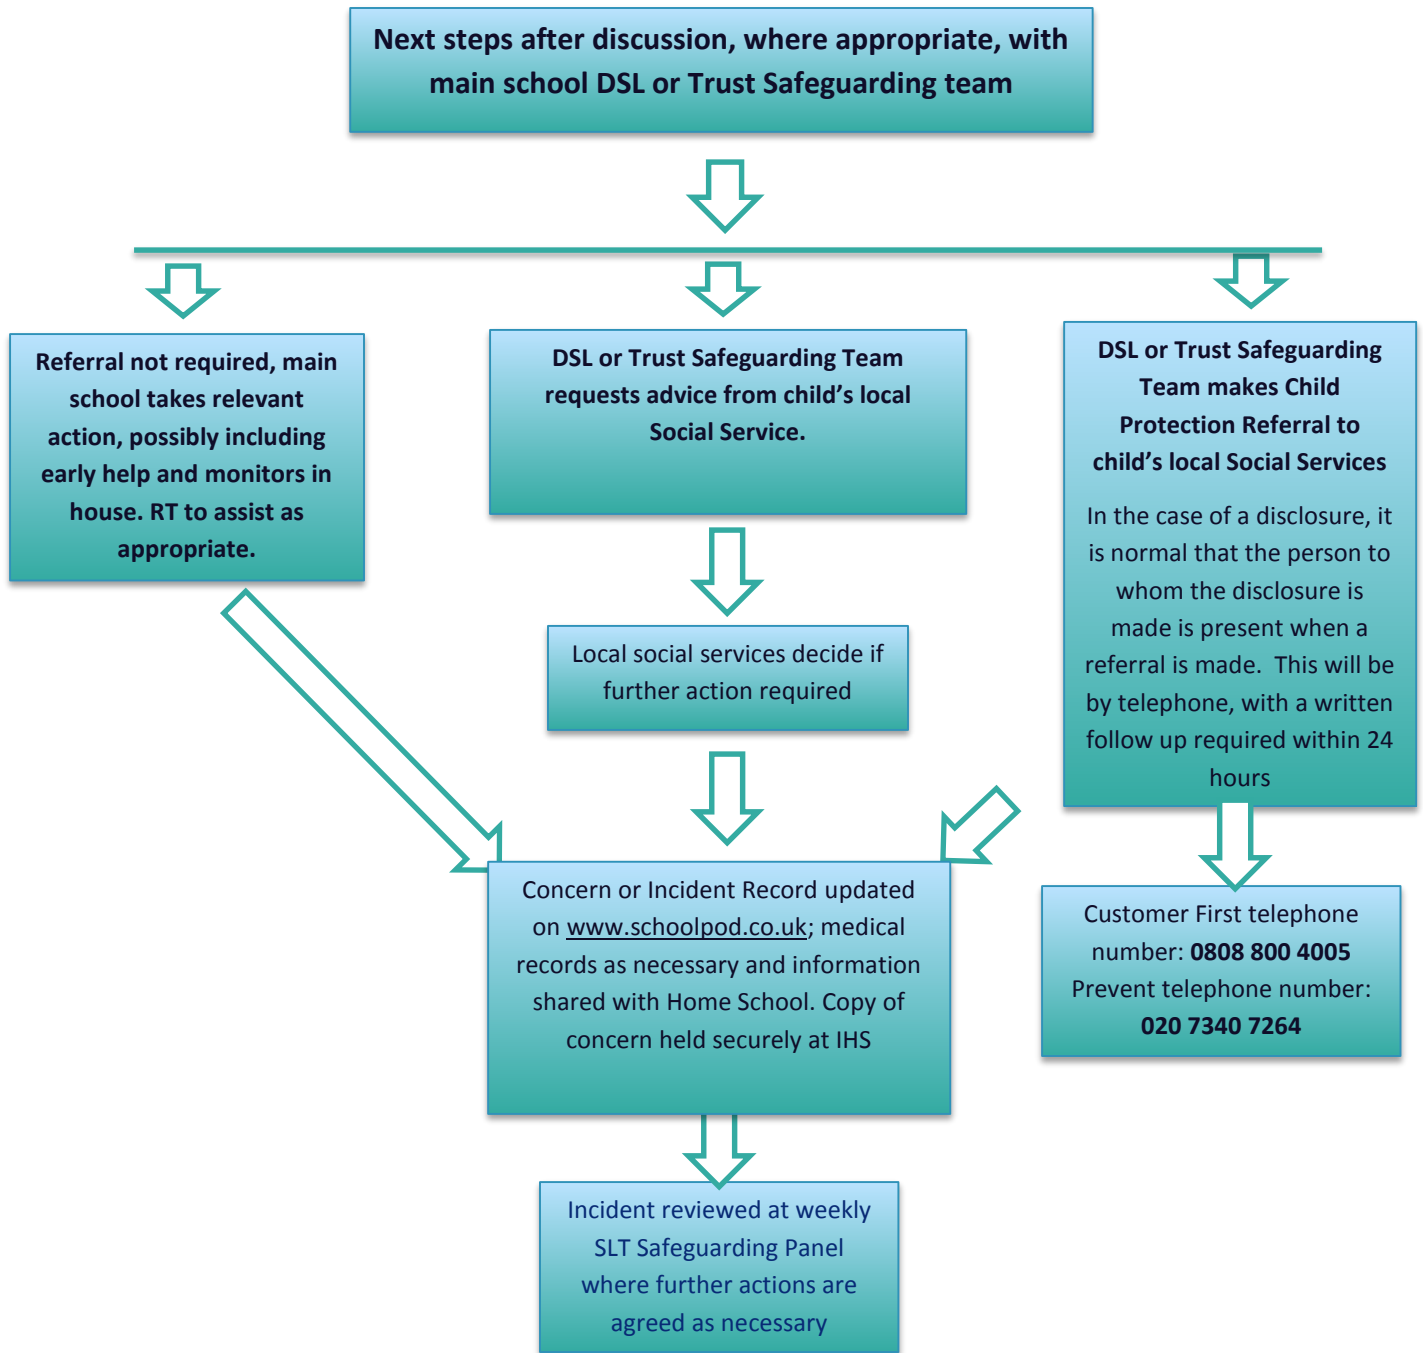 Next steps after discussion, where appropriate, with
main school DSL or Trust Safeguarding team
Referral not required, main
school takes relevant
action, possibly including
early help and monitors in
house. RT to assist as
appropriate.
DSL or Trust Safeguarding Team
requests advice from child’s local
Social Service.
DSL or Trust Safeguarding
Team makes Child
Protection Referral to
child’s local Social Services
In the case of a disclosure, it
is normal that the person to
whom the disclosure is
made is present when a
referral is made.  This will be
by telephone, with a written
follow up required within 24
hours
Local social services decide if
further action required
Concern or Incident Record updated
on www.schoolpod.co.uk; medical
records as necessary and information
shared with Home School. Copy of
concern held securely at IHS
Customer First telephone
number: 0808 800 4005
Prevent telephone number:
020 7340 7264
Incident reviewed at weekly
SLT Safeguarding Panel
where further actions are
agreed as necessary